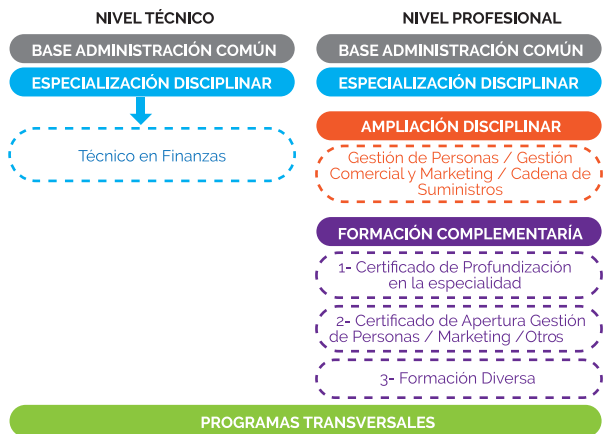 NIVEL TÉCNICO
BASE ADMINISTRACIÓN COMÚN
ESPECIALIZACIÓN DISCIPLINAR
Técnico en Finanzas
NIVEL PROFESIONAL
BASE ADMINISTRACIÓN COMÚN
ESPECIALIZACIÓN DISCIPLINAR
AMPLIACIÓN DISCIPLINAR
Gestión de Personas / Gestión
Comercial y Marketing / Cadena de
Suministros
FORMACIÓN COMPLEMENTARÍA
1- Certificado de Profundización
en la especialidad
2- Certificado de Apertura Gestión
de Personas / Marketing /Otros
3- Formación Diversa
PROGRAMAS TRANSVERSALES